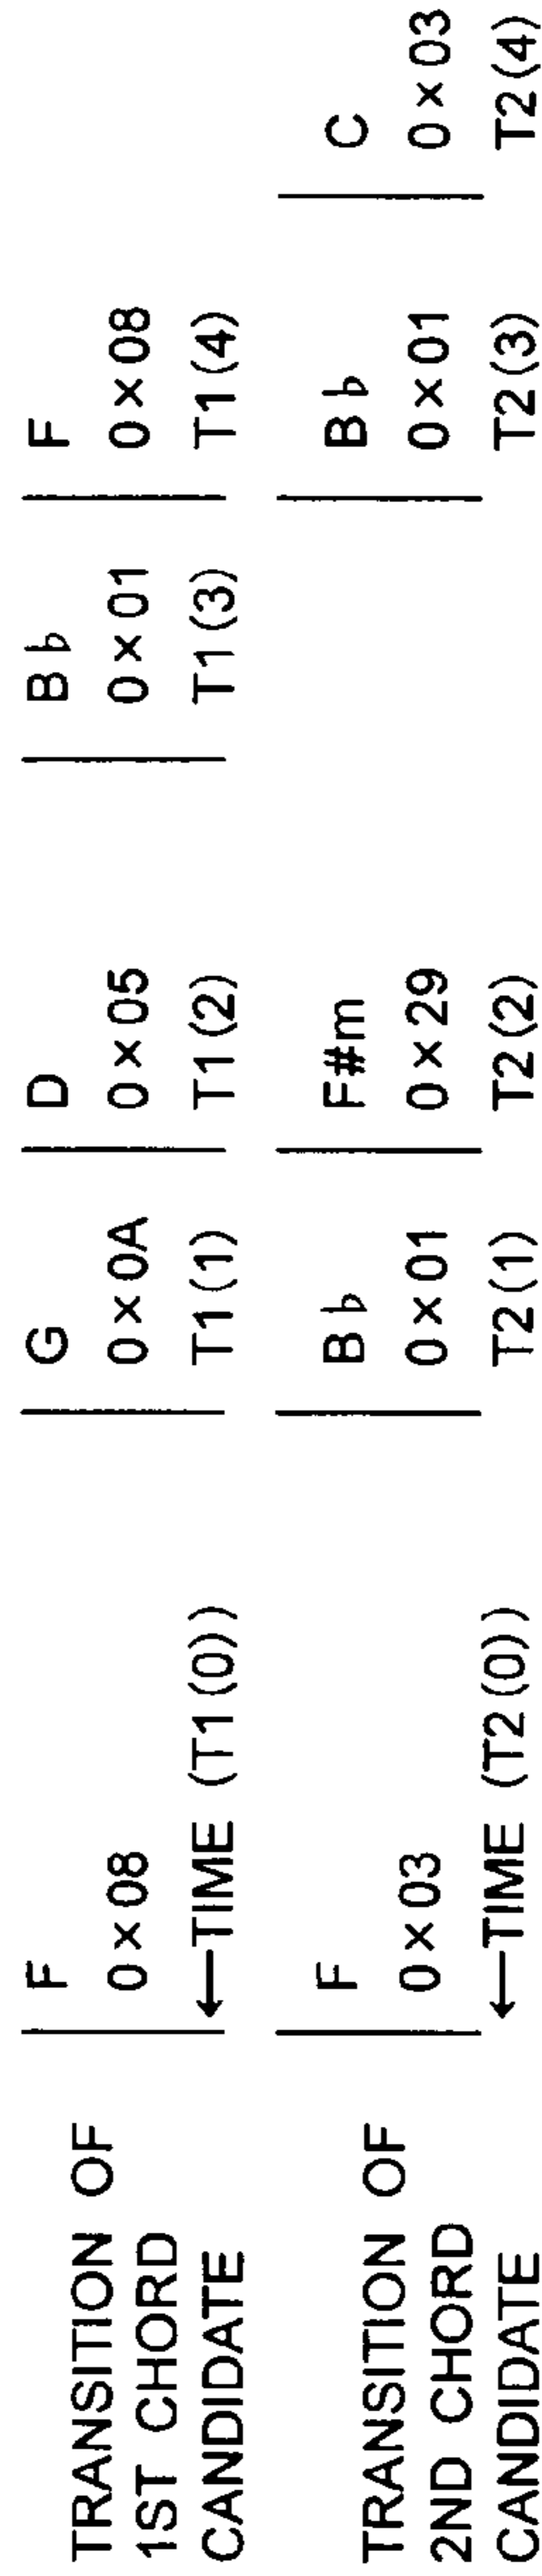 TRANSITION OF
1ST CHORD
CANDIDATE
F G D B♭ F
0×08 0×0A 0×05 0×01 0×08
←TIME (T1(0)) T1(1) T1(2) T1(3) T1(4)
TRANSITION OF
2ND CHORD
CANDIDATE
F B♭ F#m B♭ C
0×03 0×01 0×29 0×01 0×03
←TIME (T2(0)) T2(1) T2(2) T2(3) T2(4)